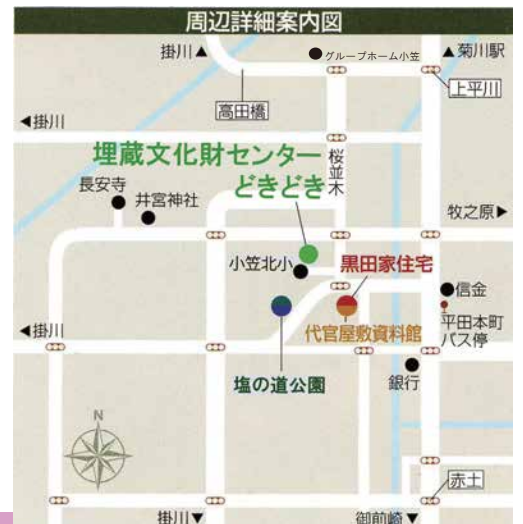 周辺詳細案内図
掛川▲
グループホーム小笠
▲菊川駅
高田橋
上平川
◀掛川
埋蔵文化財センター
どきどき
桜並木
長安寺
井宮神社
牧之原▶
小笠北小
黒田家住宅
信金
◀掛川
代官屋敷資料館
平田本町
バス停
塩の道公園
銀行
N
赤土
掛川▼
御前崎▼